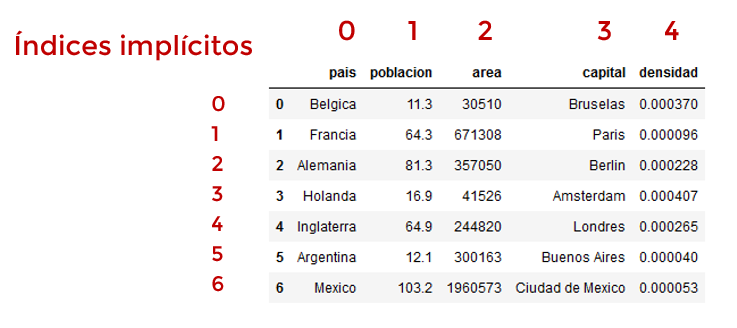 0 1 2 3 4
Índices implícitos
pais poblacion area capital densidad
0 0 Belgica 11.3 30510 Bruselas 0.000370
1 1 Francia 64.3 671308 Paris 0.000096
2 2 Alemania 81.3 357050 Berlin 0.000228
3 3 Holanda 16.9 41526 Amsterdam 0.000407
4 4 Inglaterra 64.9 244820 Londres 0.000265
5 5 Argentina 12.1 300163 Buenos Aires 0.000040
6 6 Mexico 103.2 1960573 Ciudad de Mexico 0.000053